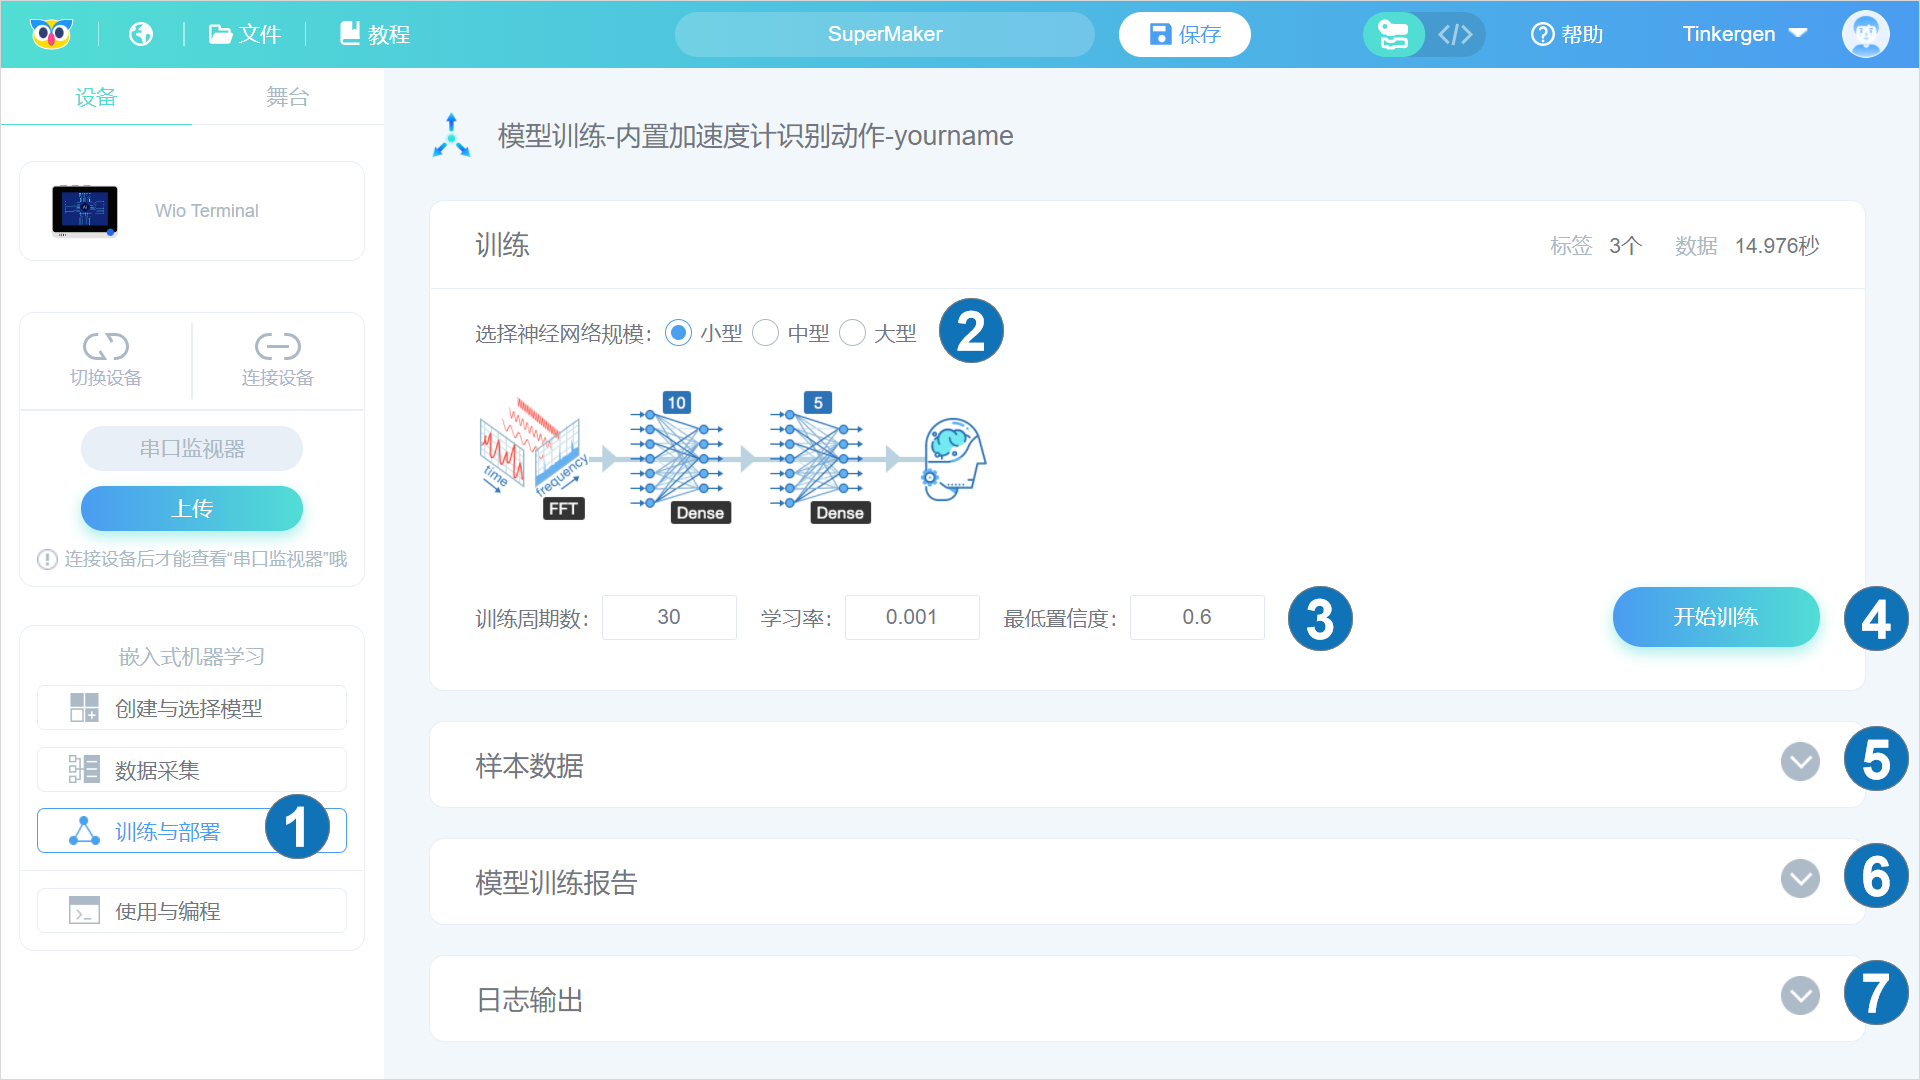 文件
教程
SuperMaker
保存
</>
帮助
Tinkergen
设备
舞台
Wio Terminal
切换设备
连接设备
串口监视器
上传
连接设备后才能查看“串口监视器”哦
嵌入式机器学习
创建与选择模型
数据采集
训练与部署
1
使用与编程
模型训练-内置加速度计识别动作-yourname
训练
标签 3个 数据 14.976秒
选择神经网络规模: 小型 中型 大型
2
time
frequency
FFT
10
Dense
5
Dense
训练周期数: 30 学习率: 0.001 最低置信度: 0.6
3
开始训练
4
样本数据
5
模型训练报告
6
日志输出
7